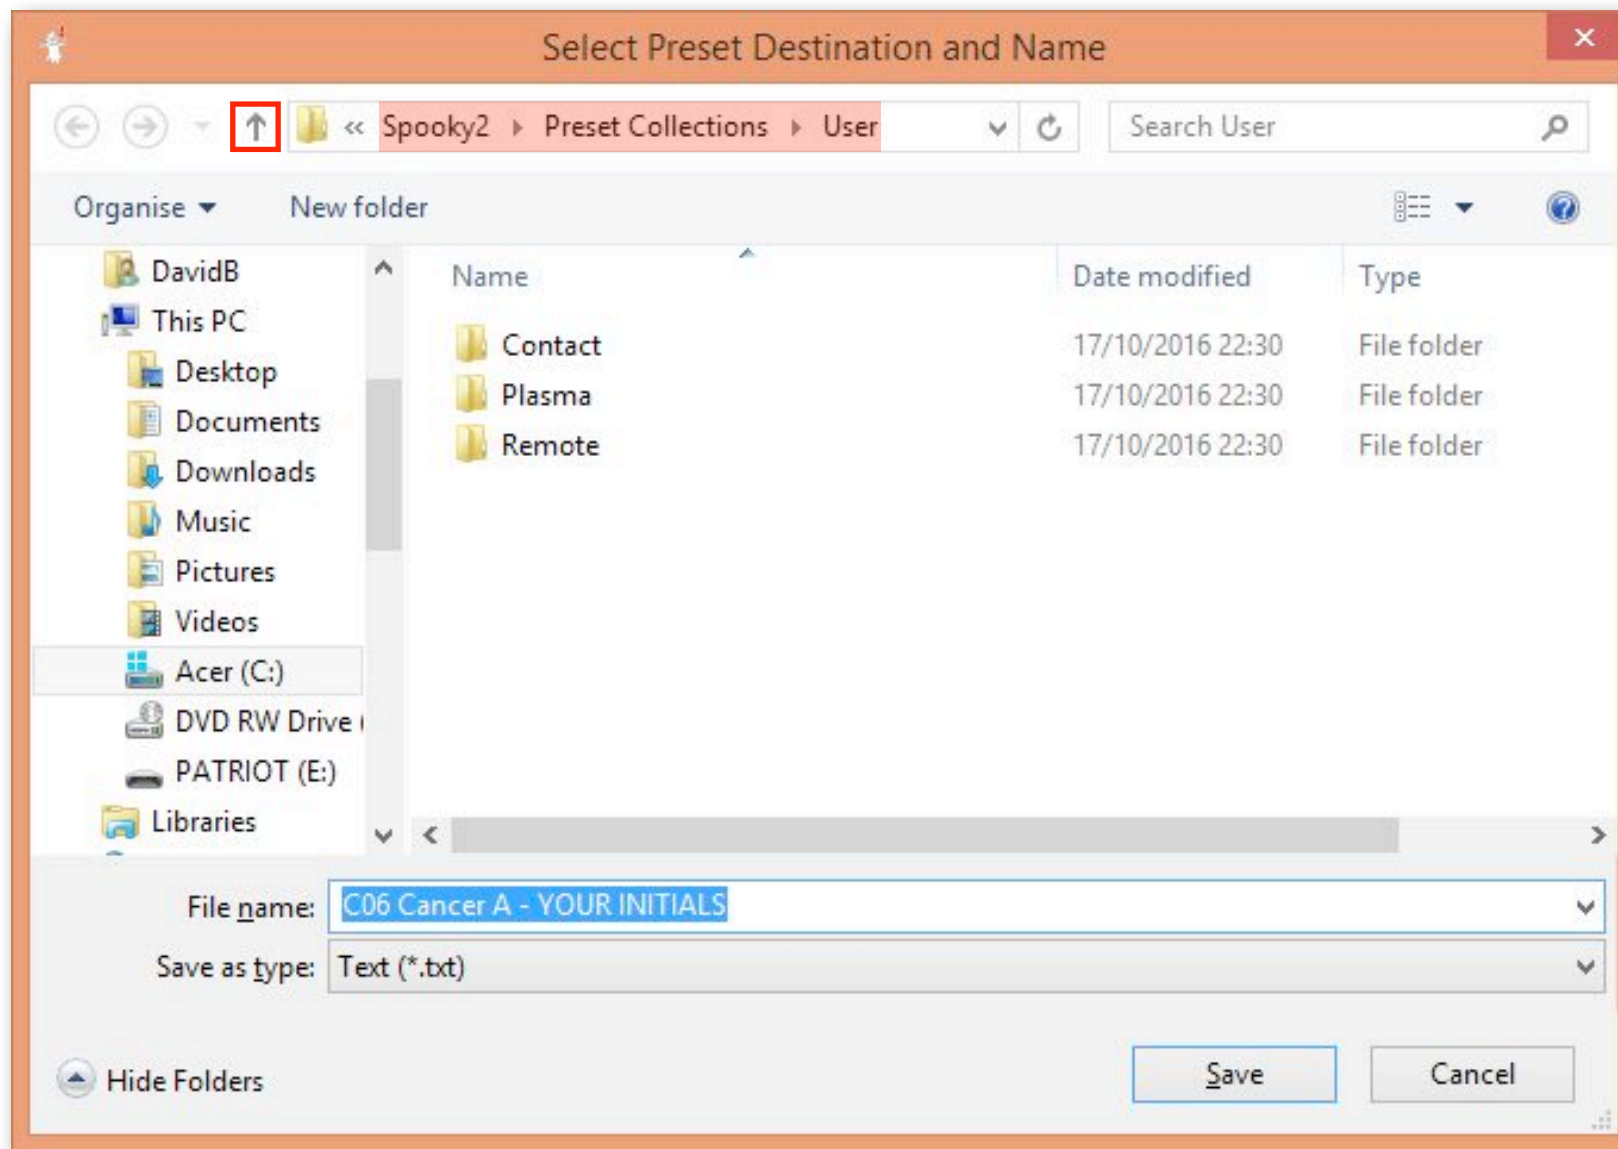 Select Preset Destination and Name
« Spooky2 Preset Collections User Search User
Organise New folder
DavidB
This PC
Desktop
Documents
Downloads
Music
Pictures
Videos
Acer (C:)
DVD RW Drive (
PATRIOT (E:)
Libraries
Name Date modified Type
Contact 17/10/2016 22:30 File folder
Plasma 17/10/2016 22:30 File folder
Remote 17/10/2016 22:30 File folder
File name: C06 Cancer A - YOUR INITIALS
Save as type: Text (*.txt)
Hide Folders Save Cancel